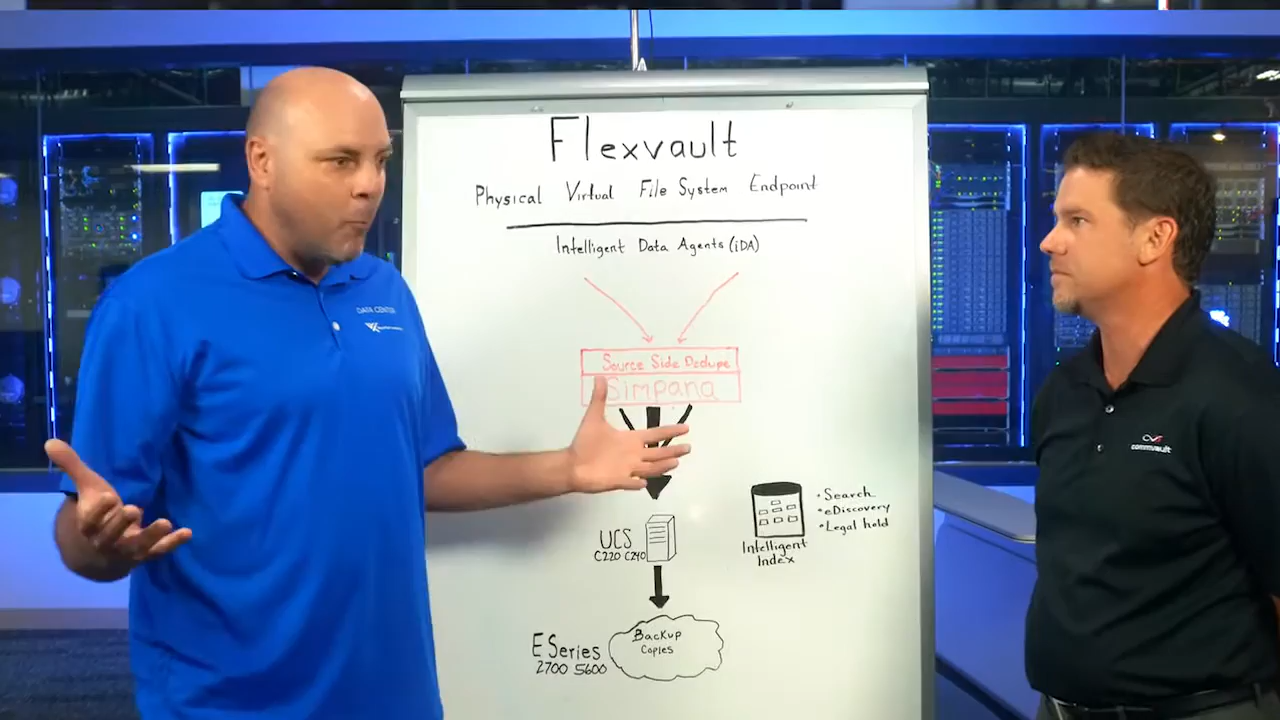 Flexvault
Physical Virtual File System Endpoint
Intelligent Data Agents (iDA)
Source Side Dedupe
Simpana
UCS
C220 C240
Intelligent
Index
•Search
•eDiscovery
•Legal hold
E Series
2700 5600
Backup
Copies
DATA CENTER
commvault